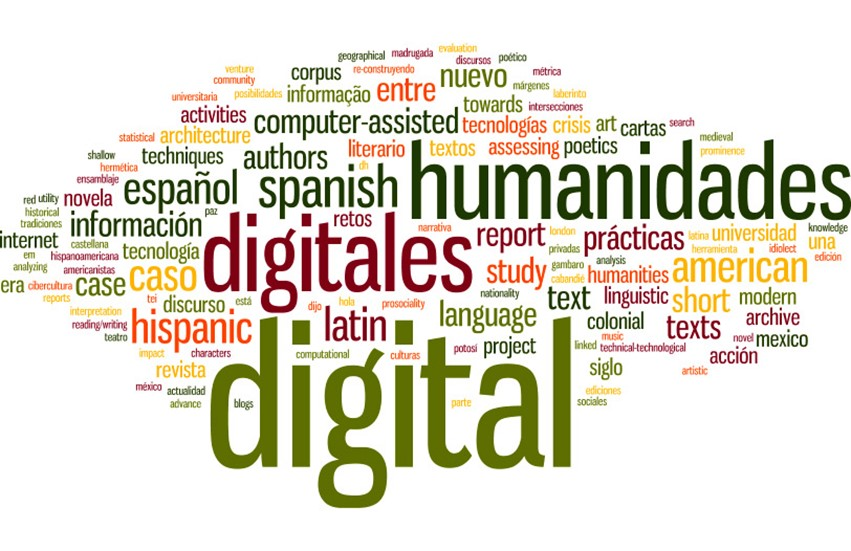 evaluation
geographical madrugada
discursos poético
venture corpus re-construyendo nuevo métrica
community
posibilidades informação entre márgenes laberinto
universitaria towards intersecciones
activities computer-assisted tecnologías crisis art cartas search
statistical architecture
literario textos assessing poetics medieval
shallow techniques authors dh prominence
hermética
ensamblaje español spanish humanidades
red utility novela
historical información paz retos
tradiciones narrativa london latina universidad knowledge
internet castellana digitales report prácticas una
em hispanoamericana tecnología privadas herramienta idiolect edición
analyzing americanistas caso study gambaro analysis american
era cibercultura case cabandié humanities
reports tei discurso está prosociality nationality text linguistic short modern
interpretation dijo hola language
reading/writing hispanic latin colonial texts archive
teatro music novel mexico
impact characters computational culturas potosí project linked technical-technological acción
revista siglo artistic
méxico actualidad digital ediciones
advance blogs parte sociales